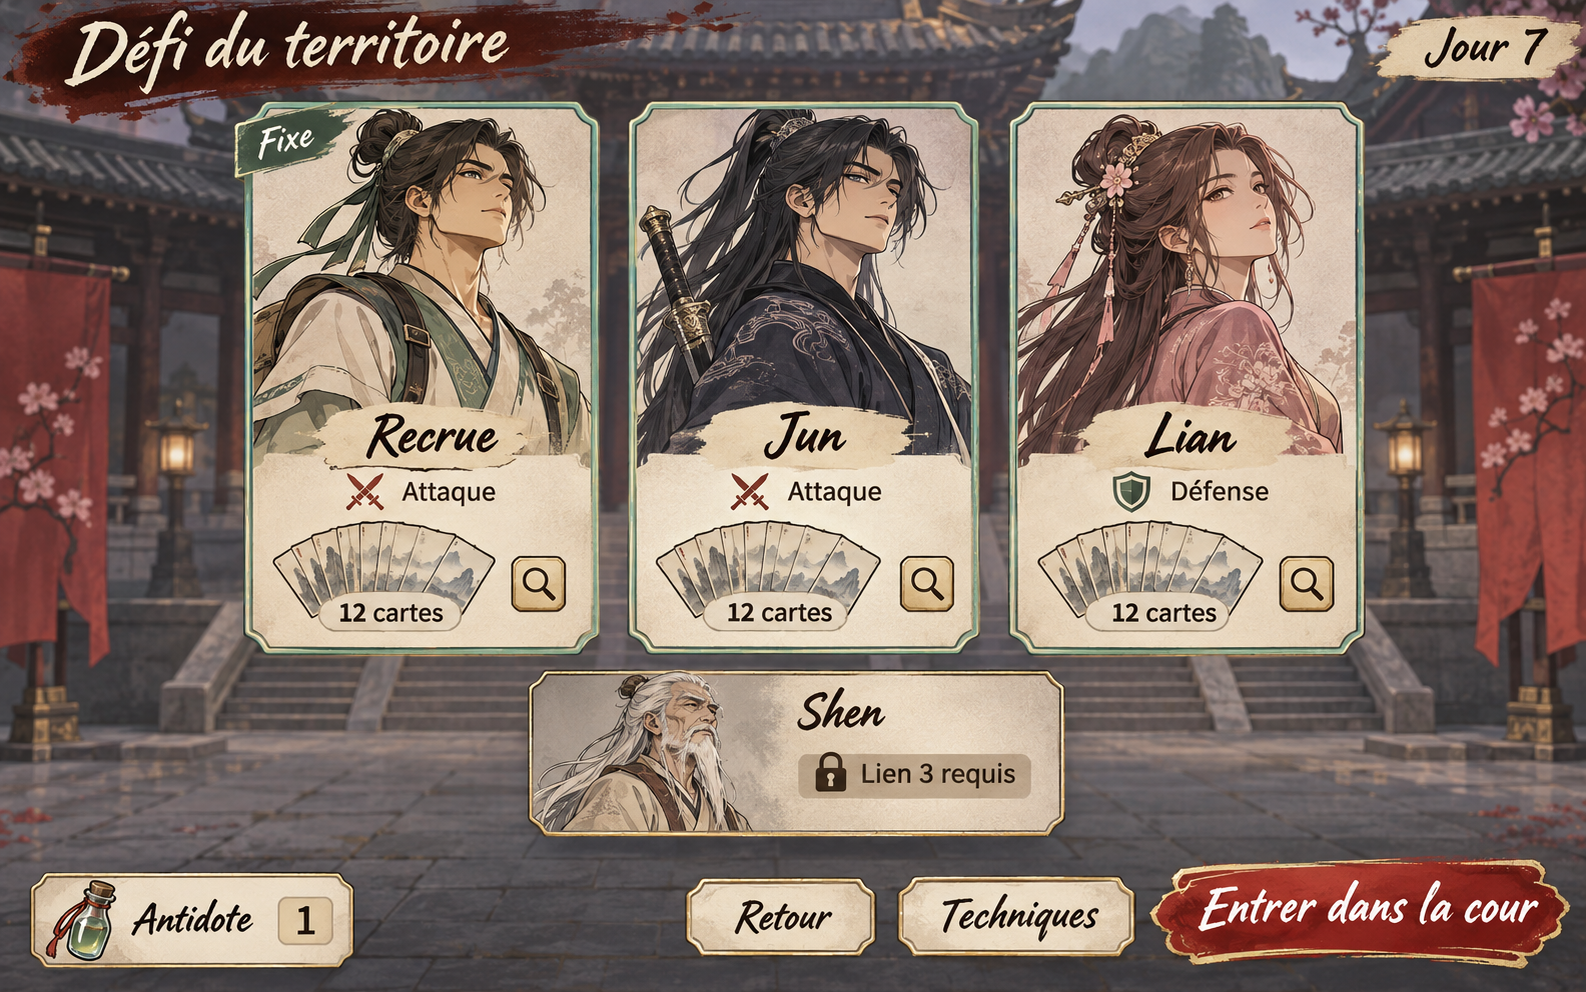 Défi du territoire
Jour 7
Fixe
Recrue
Attaque
12 cartes
Jun
Attaque
12 cartes
Lian
Défense
12 cartes
Shen
Lien 3 requis
Antidote 1
Retour
Techniques
Entrer dans la cour